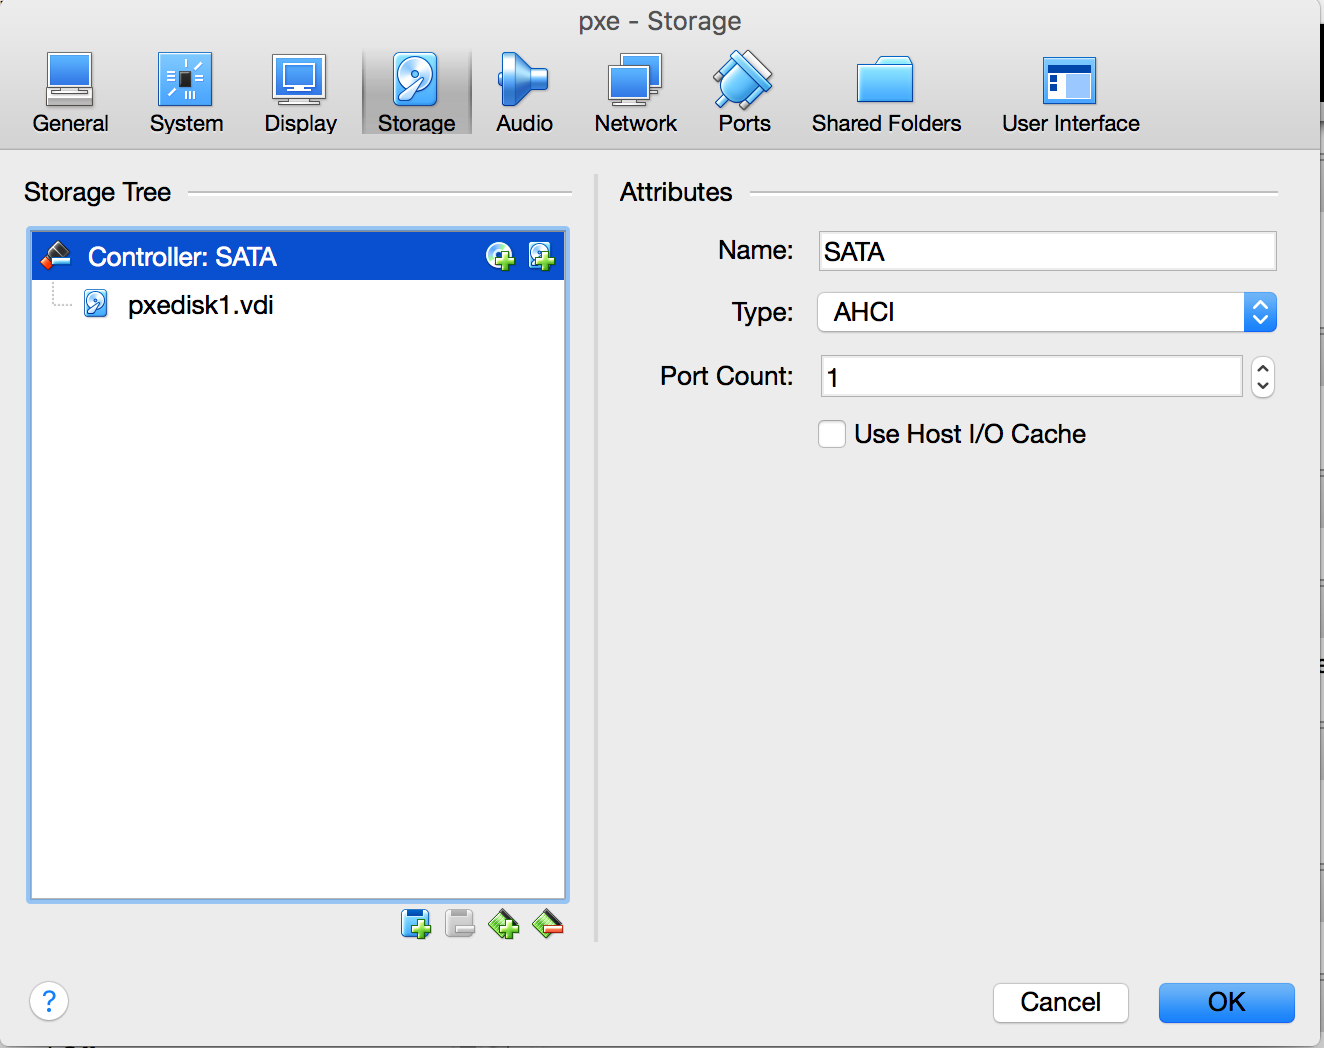 pxe - Storage
General System Display Storage Audio Network Ports Shared Folders User Interface
Storage Tree
Controller: SATA
pxedisk1.vdi
Attributes
Name: SATA
Type: AHCI
Port Count: 1
Use Host I/O Cache
?
Cancel OK